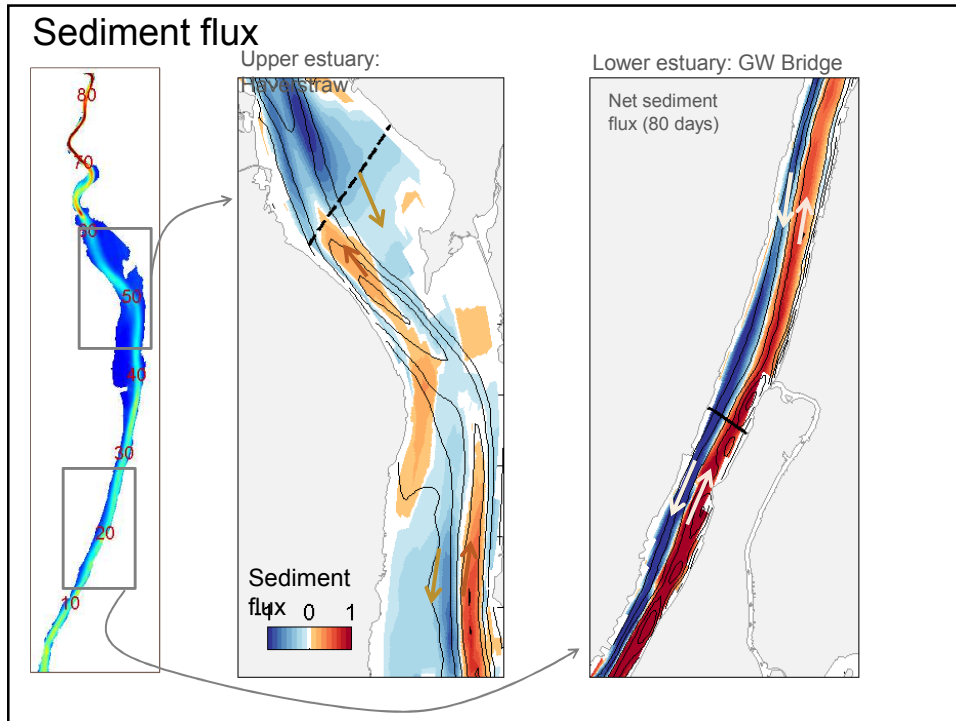 Sediment flux
Upper estuary:
Haverstraw
Lower estuary: GW Bridge
Net sediment
flux (80 days)
80
70
60
50
40
30
20
10
Sediment
flux
-1 0 1